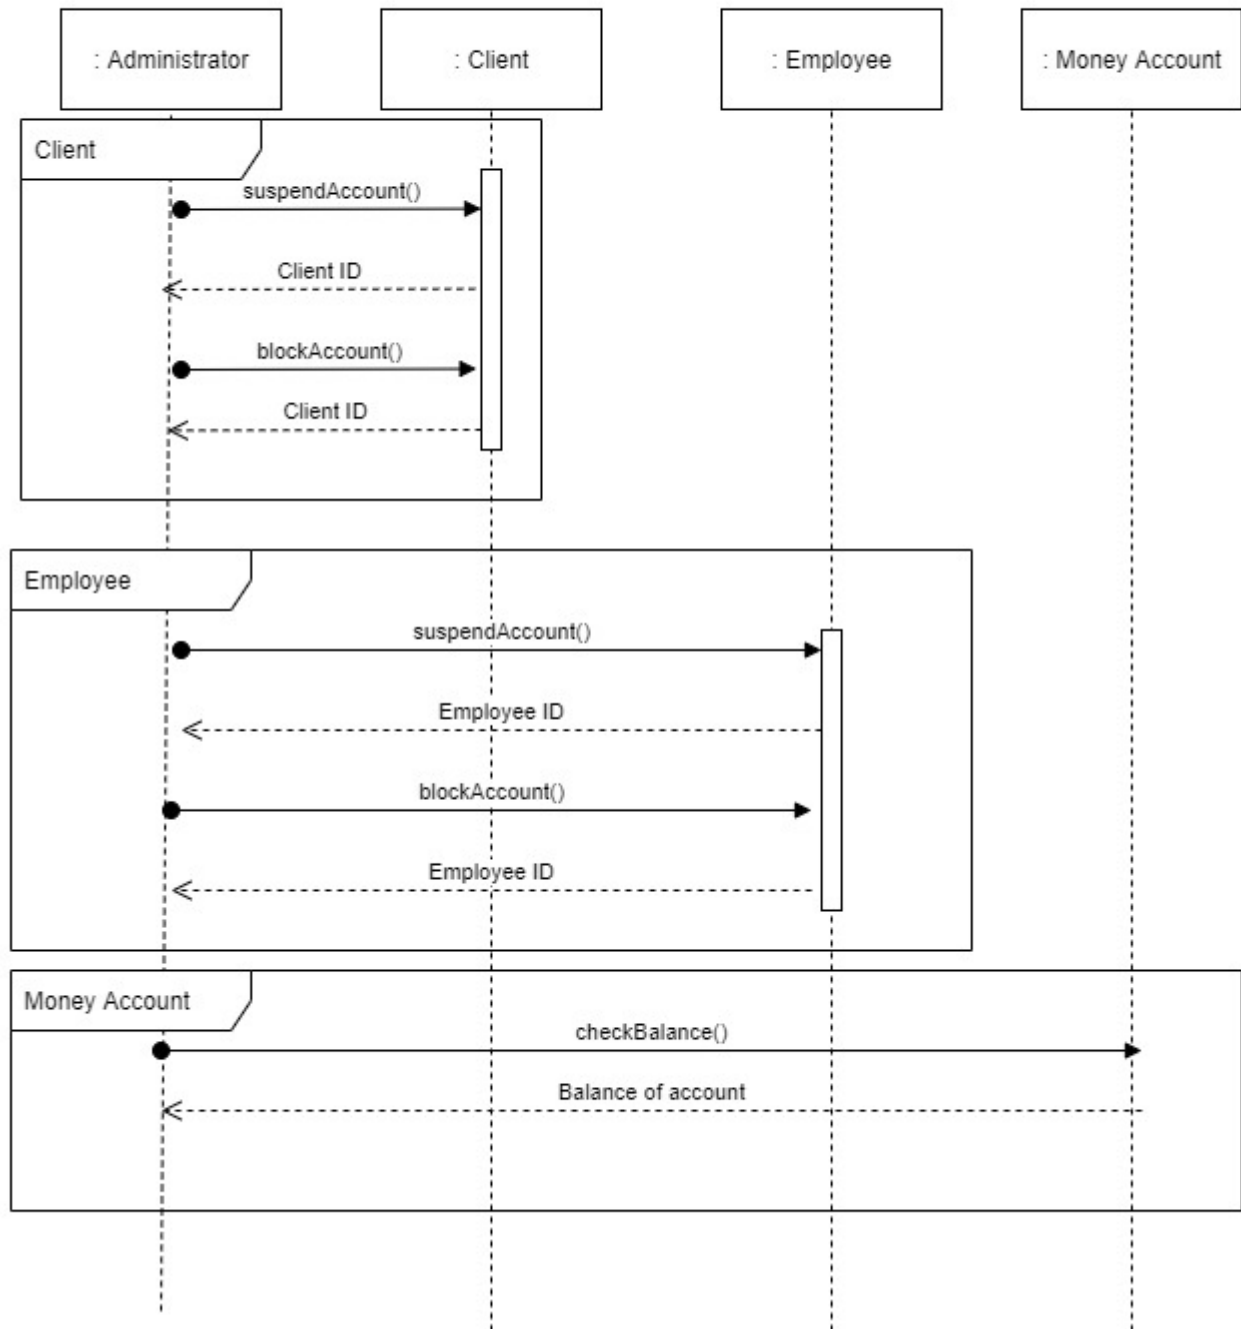 : Administrator
: Client
: Employee
: Money Account
Client
suspendAccount()
Client ID
blockAccount()
Client ID
Employee
suspendAccount()
Employee ID
blockAccount()
Employee ID
Money Account
checkBalance()
Balance of account